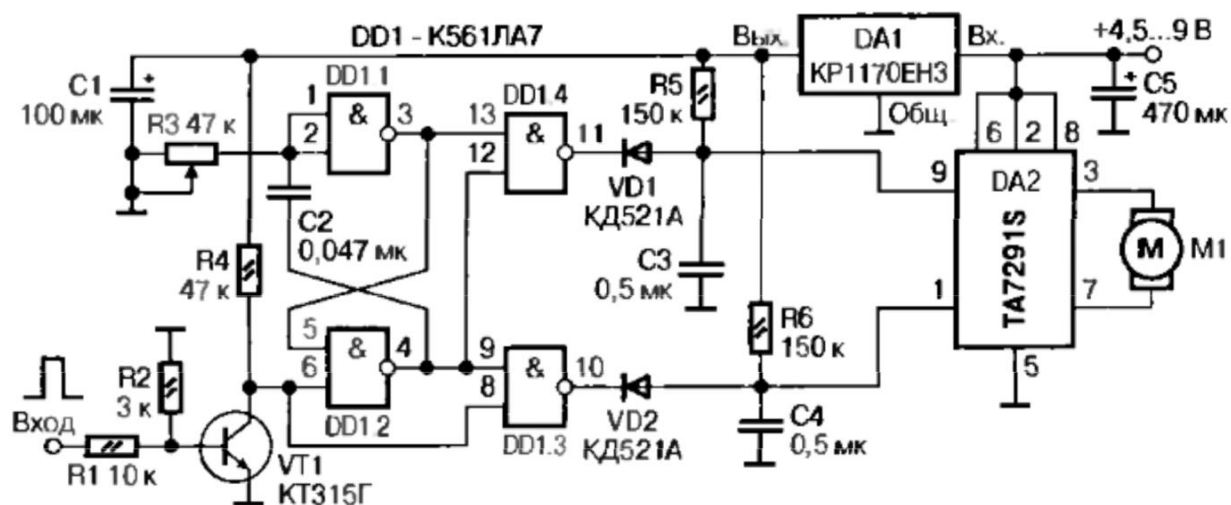 DD1 - К561ЛА7
C1
100 мк
+
R3 47 к
DD1.1
1
2
&
3
C2
0,047 мк
R4
47 к
13
12
DD1.4
&
11
VD1
КД521А
R5
150 к
C3
0,5 мк
Вых.
DA1
КР1170ЕН3
Вх.
Общ.
+4,5...9 В
+
C5
470 мк
6
2
8
9
DA2
3
TA7291S
1
7
5
M
M1
R6
150 к
5
6
&
4
DD1.2
9
8
&
10
DD1.3
VD2
КД521А
C4
0,5 мк
R2
3 к
Вход
R1 10 к
VT1
КТ315Г